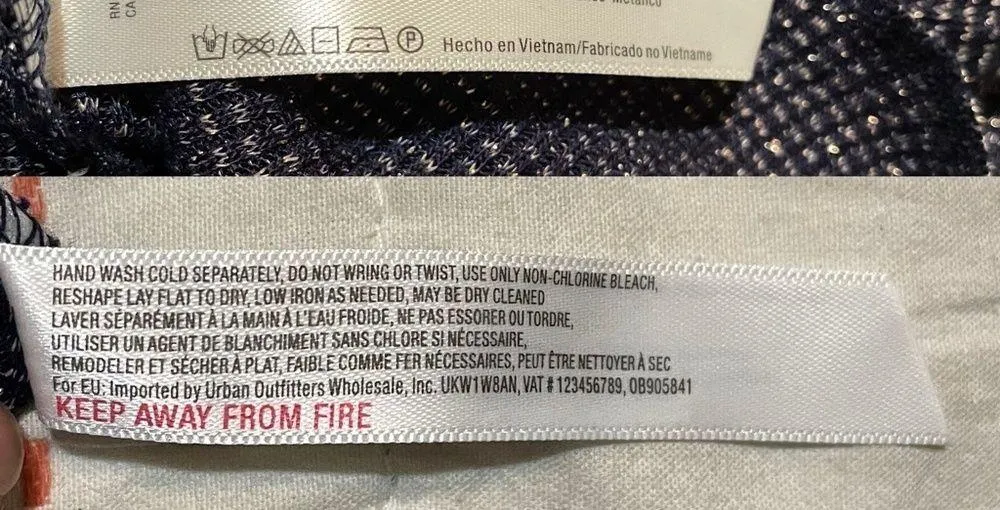 RN
CA
Hecho en Vietnam/Fabricado no Vietname
HAND WASH COLD SEPARATELY, DO NOT WRING OR TWIST, USE ONLY NON-CHLORINE BLEACH,
RESHAPE LAY FLAT TO DRY, LOW IRON AS NEEDED, MAY BE DRY CLEANED
LAVER SÉPARÉMENT À LA MAIN À L'EAU FROIDE, NE PAS ESSORER OU TORDRE,
UTILISER UN AGENT DE BLANCHIMENT SANS CHLORE SI NÉCESSAIRE,
REMODELER ET SÉCHER À PLAT, FAIBLE COMME FER NÉCESSAIRES, PEUT ÊTRE NETTOYER À SEC
For EU: Imported by Urban Outfitters Wholesale, Inc. UKW1W8AN, VAT # 123456789, OB905841
KEEP AWAY FROM FIRE